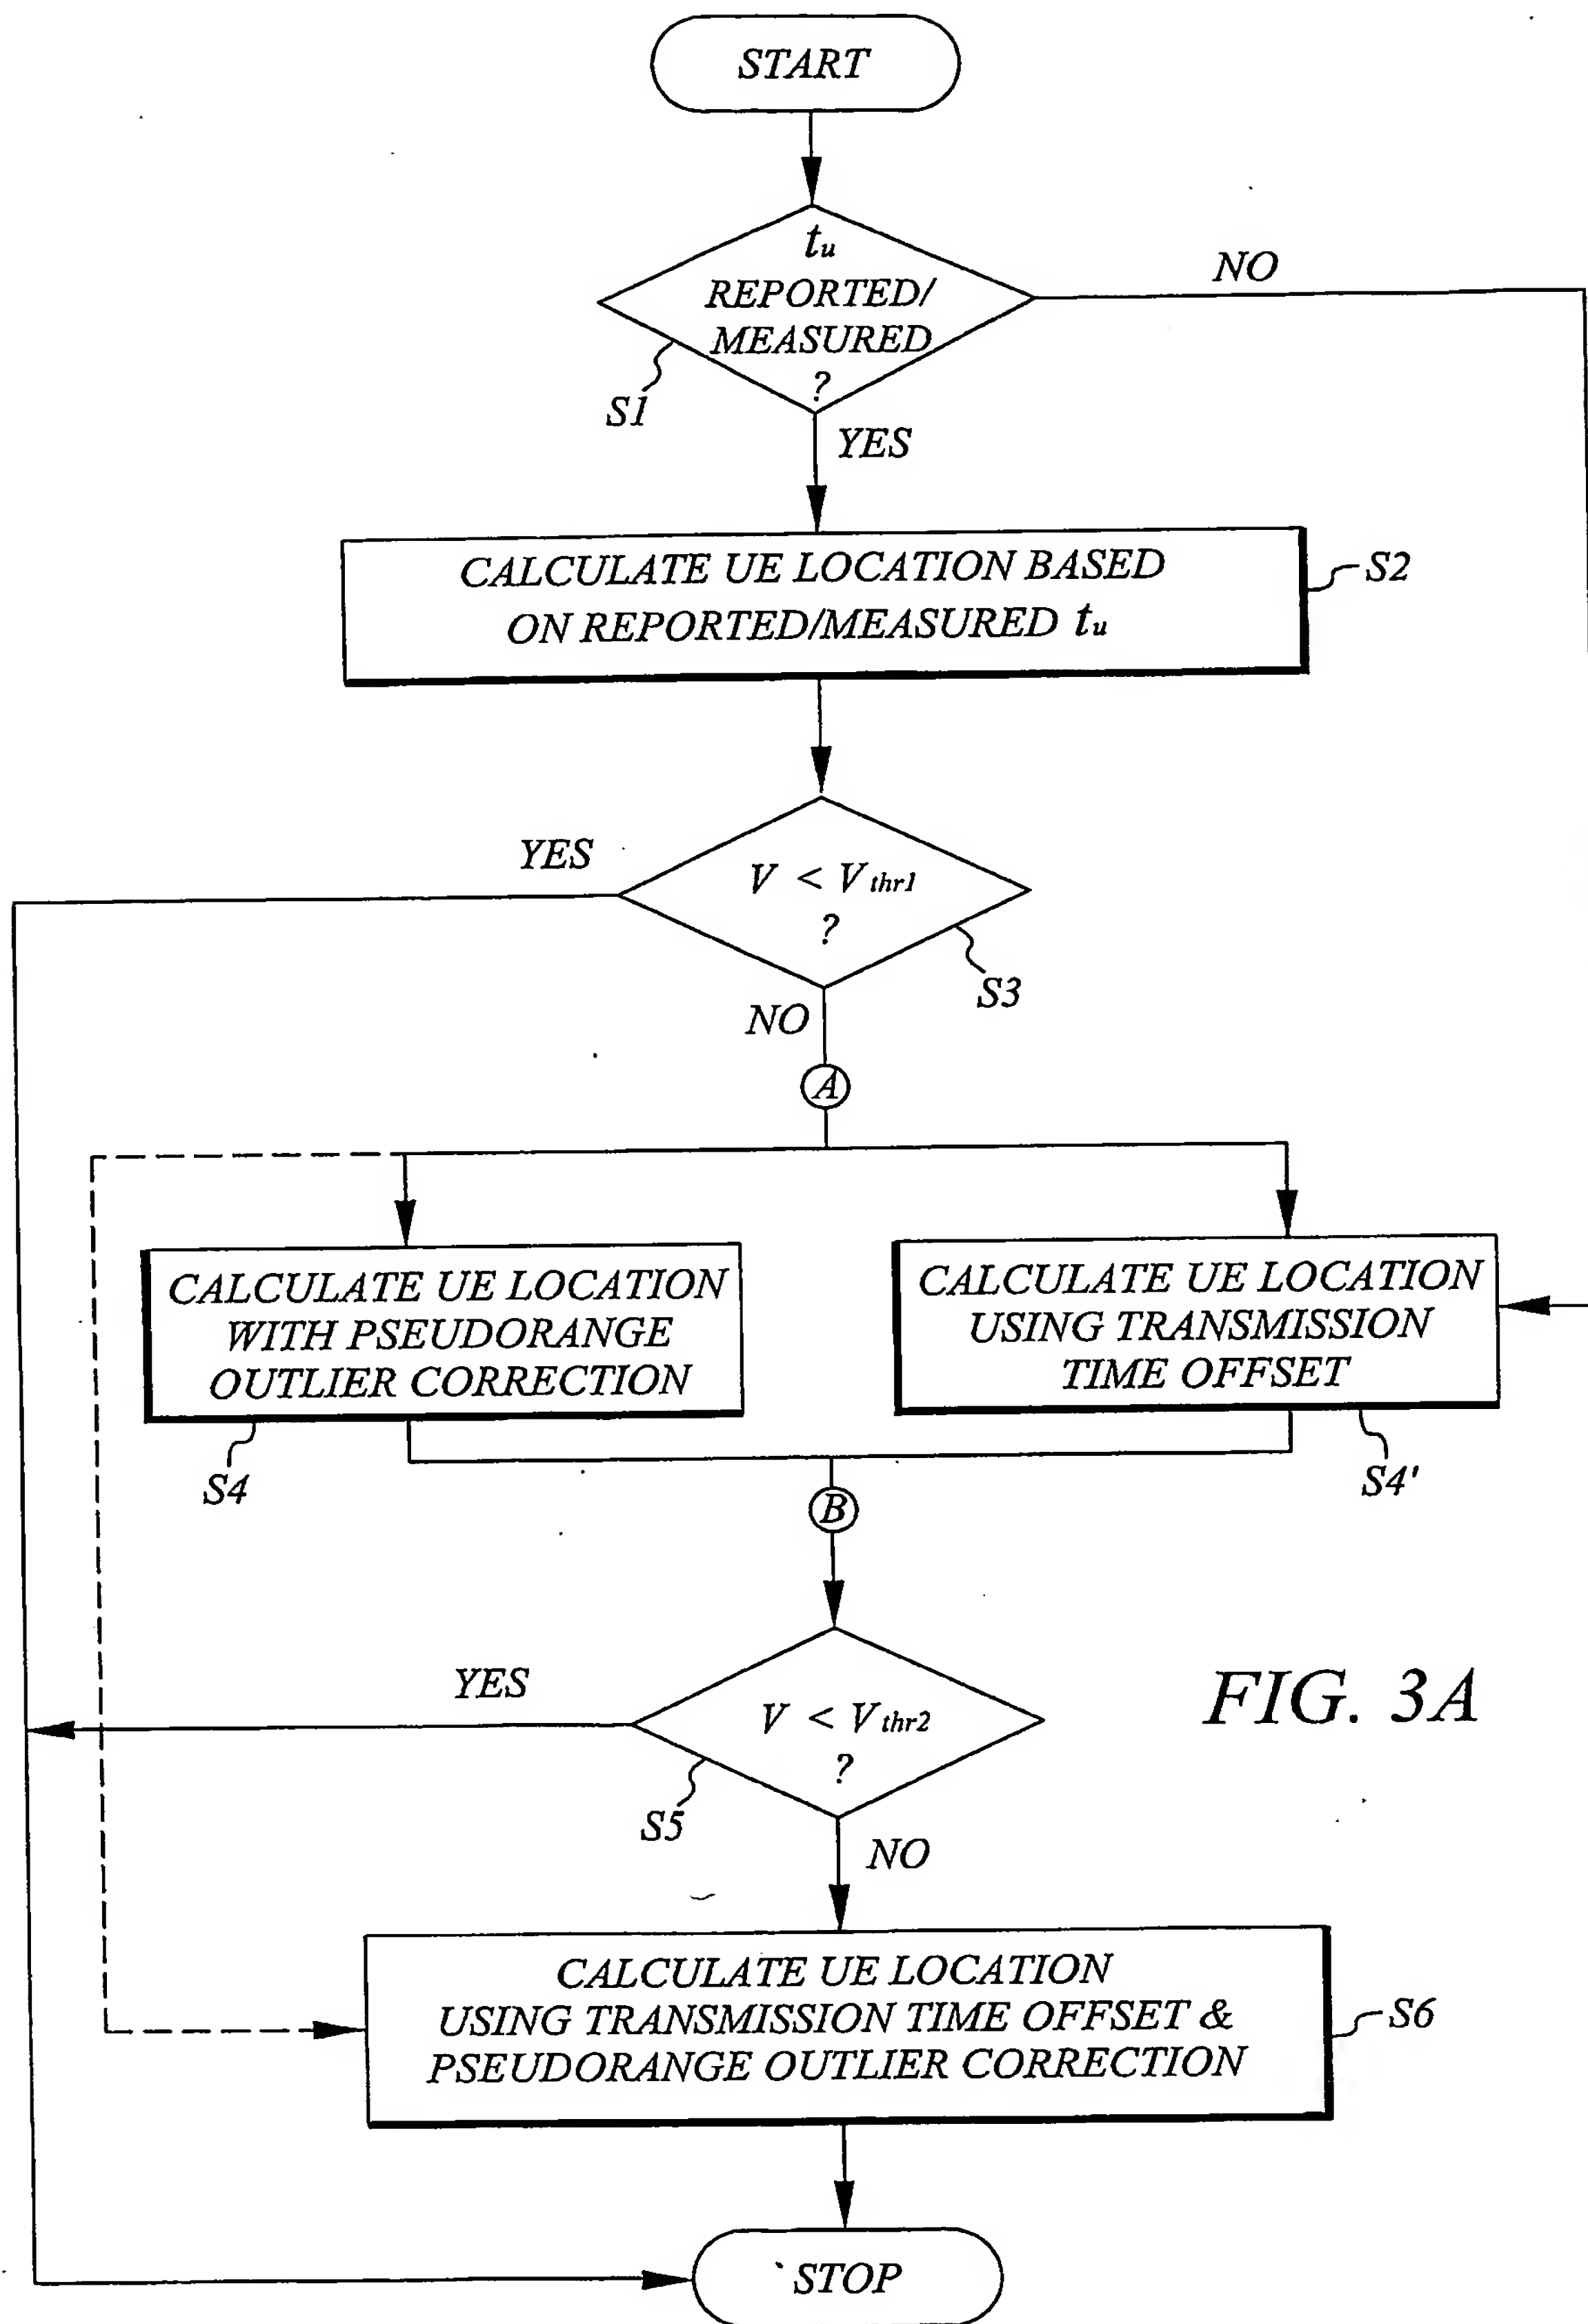 START
tu
REPORTED/
MEASURED
?
NO
S1
YES
CALCULATE UE LOCATION BASED
ON REPORTED/MEASURED tu
S2
YES
V < Vthr1
?
S3
NO
A
CALCULATE UE LOCATION
WITH PSEUDORANGE
OUTLIER CORRECTION
S4
CALCULATE UE LOCATION
USING TRANSMISSION
TIME OFFSET
S4'
B
YES
V < Vthr2
?
S5
NO
FIG. 3A
CALCULATE UE LOCATION
USING TRANSMISSION TIME OFFSET &
PSEUDORANGE OUTLIER CORRECTION
S6
STOP